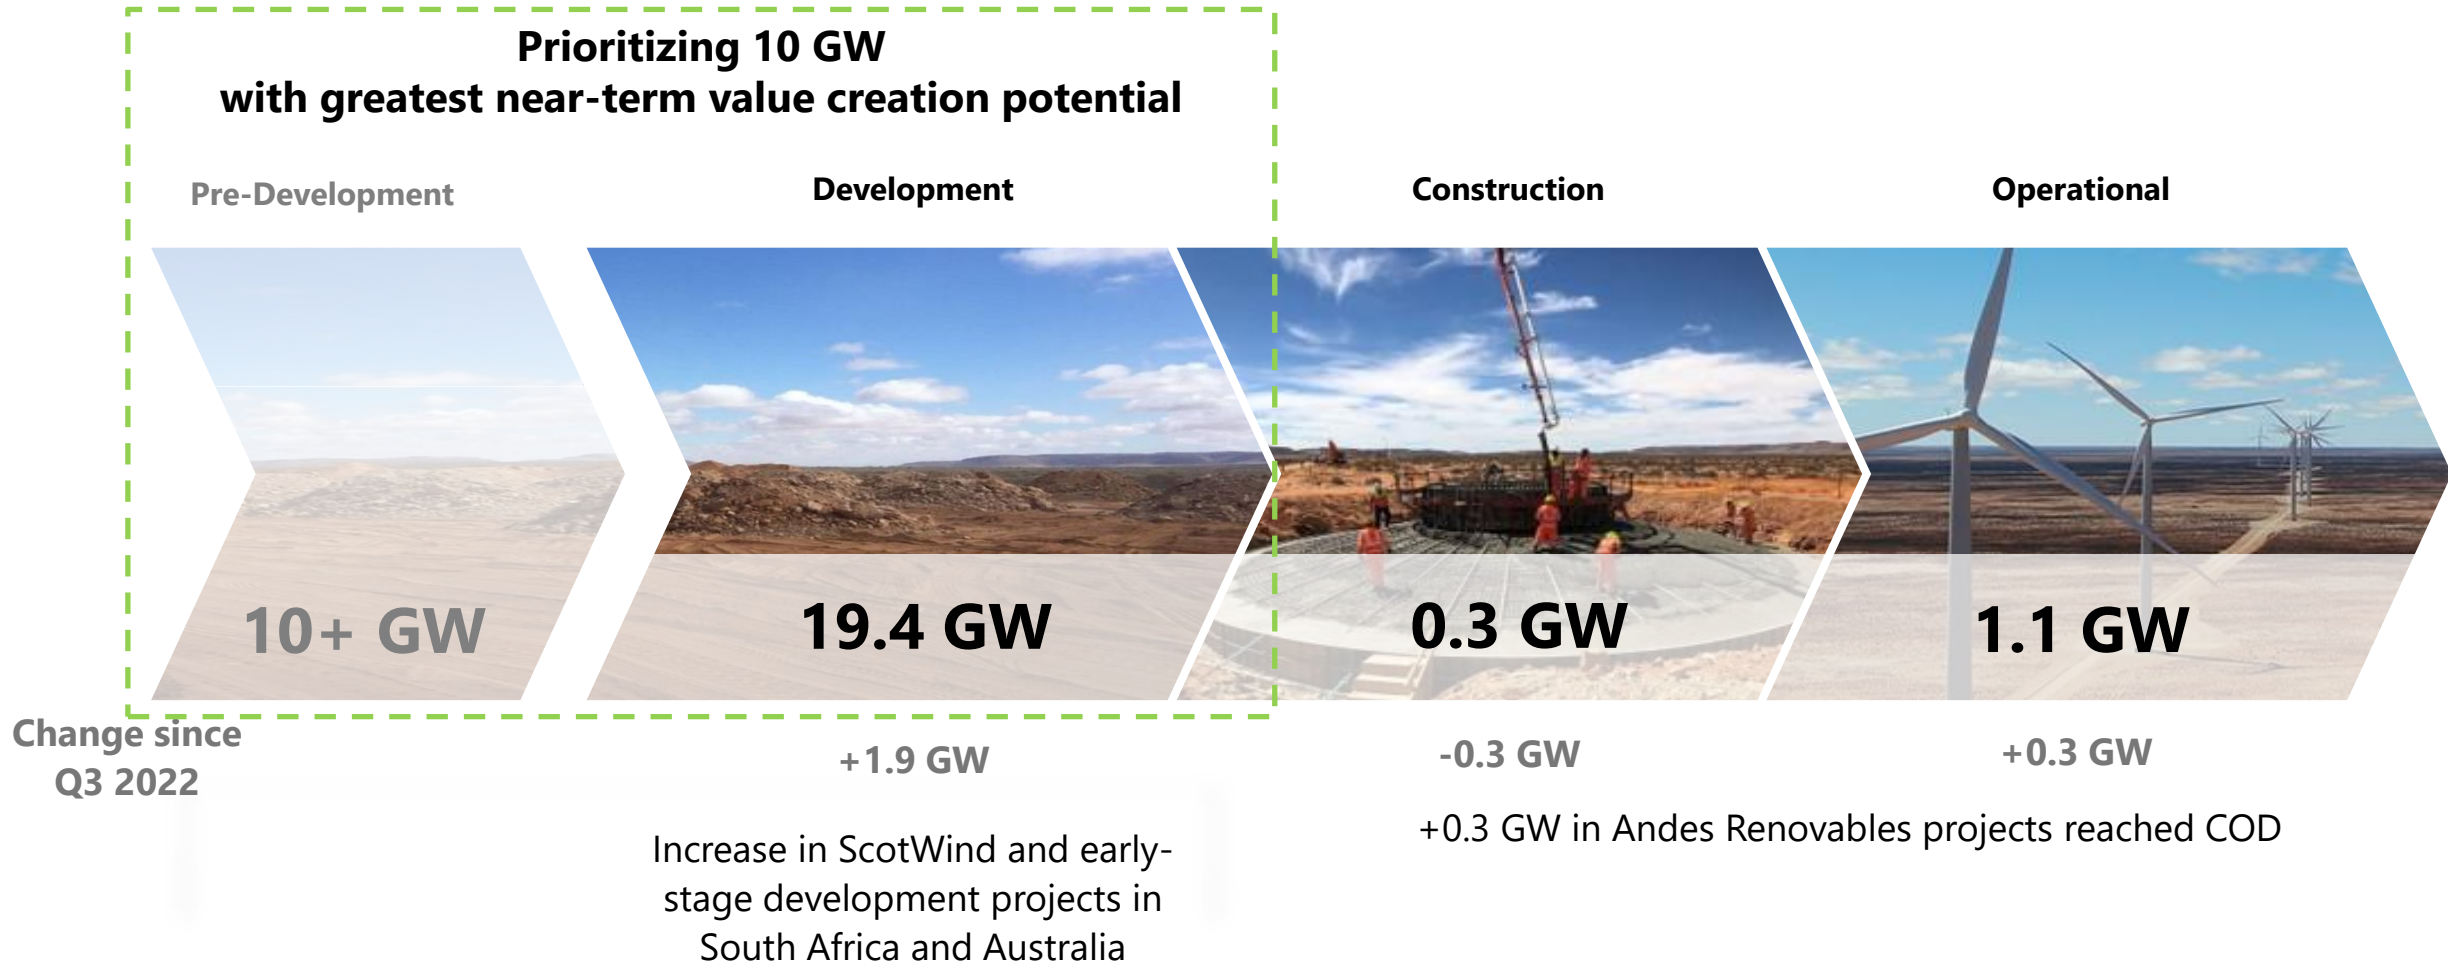 Prioritizing 10 GW
with greatest near-term value creation potential
Pre-Development
Development
Construction
Operational
10+ GW
19.4 GW
0.3 GW
1.1 GW
Change since
Q3 2022
+1.9 GW
-0.3 GW
+0.3 GW
Increase in ScotWind and early-
stage development projects in
South Africa and Australia
+0.3 GW in Andes Renovables projects reached COD